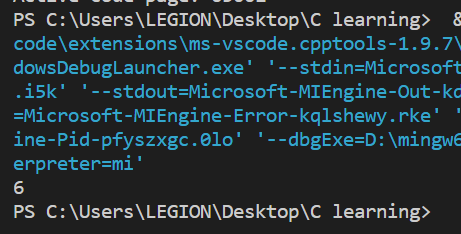 Active code page: 65001
PS C:\Users\LEGION\Desktop\C learning>  &
code\extensions\ms-vscode.cpptools-1.9.7\
dowsDebugLauncher.exe' '--stdin=Microsoft
.i5k' '--stdout=Microsoft-MIEngine-Out-kc
=Microsoft-MIEngine-Error-kqlshewy.rke' '
ine-Pid-pfyszxgc.0lo' '--dbgExe=D:\mingw6
erpreter=mi'
6
PS C:\Users\LEGION\Desktop\C learning>